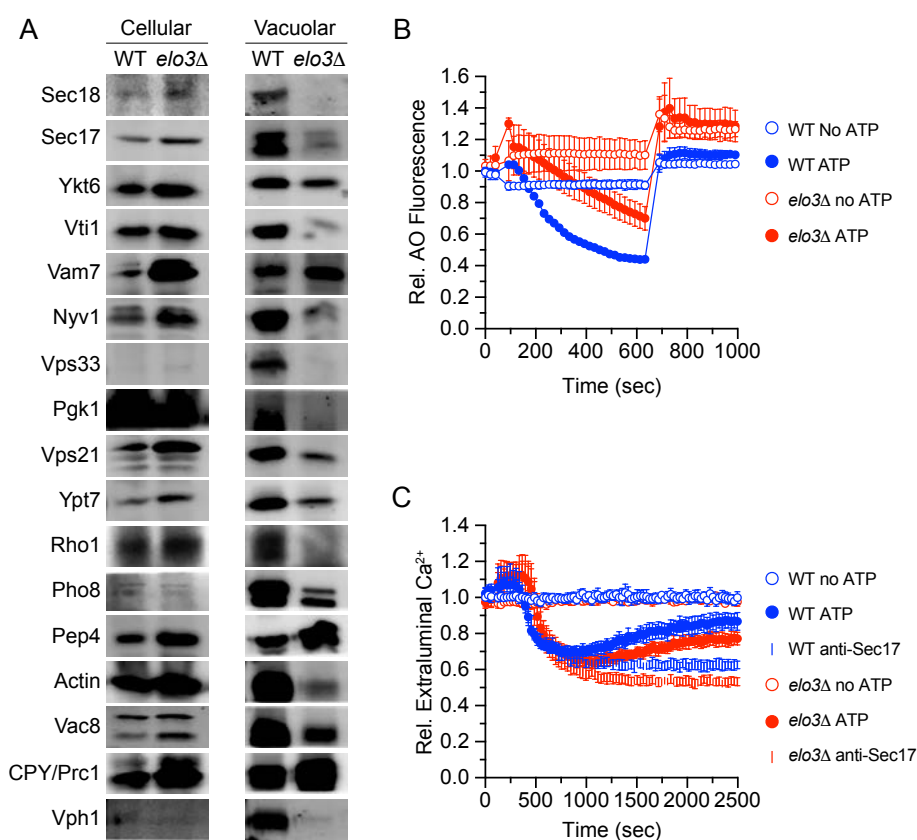 A
Cellular Vacuolar
WT elo3Δ WT elo3Δ
Sec18
Sec17
Ykt6
Vti1
Vam7
Nyv1
Vps33
Pgk1
Vps21
Ypt7
Rho1
Pho8
Pep4
Actin
Vac8
CPY/Prc1
Vph1
B
Rel. AO Fluorescence
1.6
1.4
1.2
1.0
0.8
0.6
0.4
0.2
0.0
0 200 400 600 800 1000
Time (sec)
WT No ATP
WT ATP
elo3Δ no ATP
elo3Δ ATP
C
Rel. Extraluminal Ca²⁺
1.4
1.2
1.0
0.8
0.6
0.4
0.2
0.0
0 500 1000 1500 2000 2500
Time (sec)
WT no ATP
WT ATP
WT anti-Sec17
elo3Δ no ATP
elo3Δ ATP
elo3Δ anti-Sec17